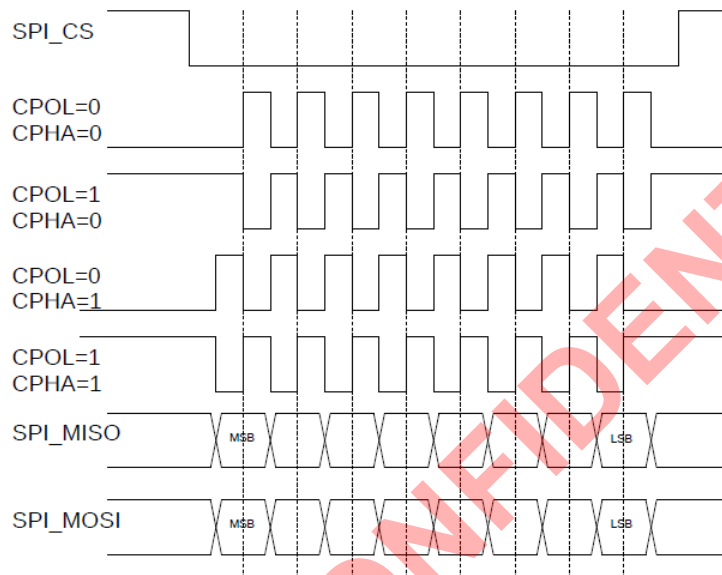 SPI_CS
CPOL=0
CPHA=0
CPOL=1
CPHA=0
CPOL=0
CPHA=1
CPOL=1
CPHA=1
SPI_MISO
MSB
LSB
SPI_MOSI
MSB
LSB
ONFIDENT